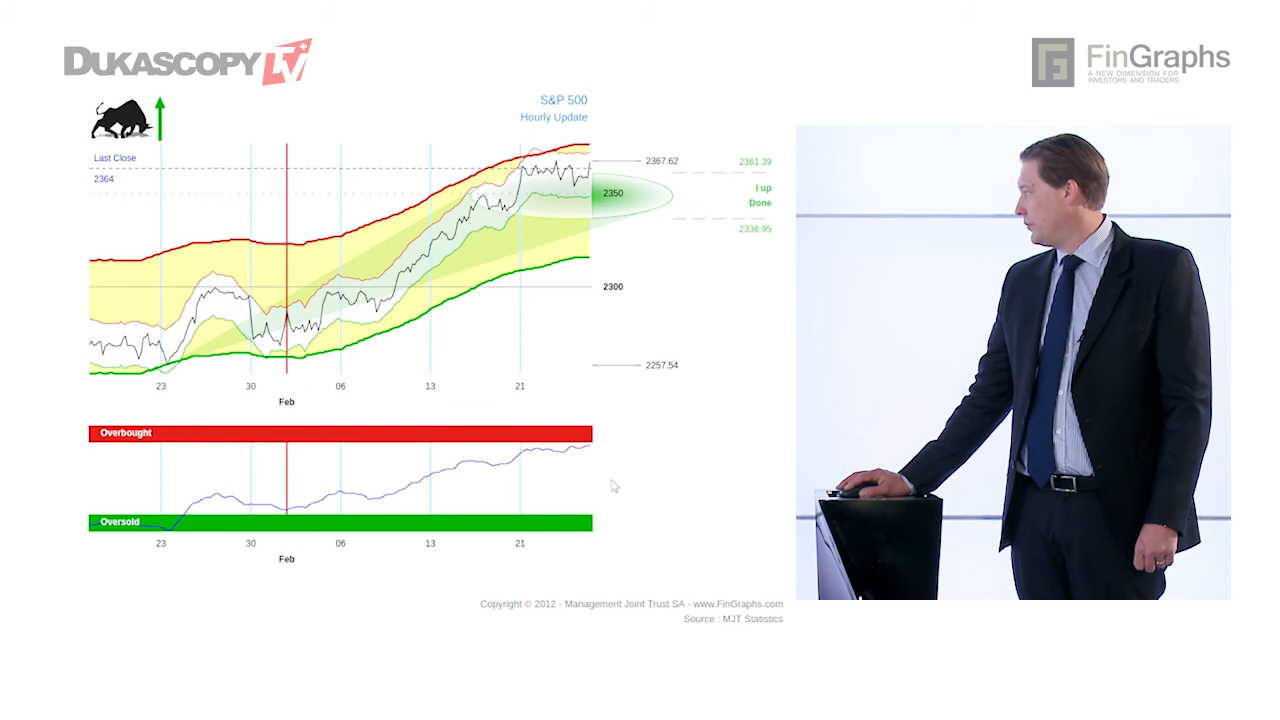 DUKASCOPY TV
FinGraphs
A NEW DIMENSION FOR
INVESTORS AND TRADERS
S&P 500
Hourly Update
Last Close
2364
2367.62
2361.39
2350
I up
Done
2336.95
2300
2257.54
23 30 06 13 21
Feb
Overbought
Oversold
23 30 06 13 21
Feb
Copyright © 2012 - Management Joint Trust SA - www.FinGraphs.com
Source : MJT Statistics